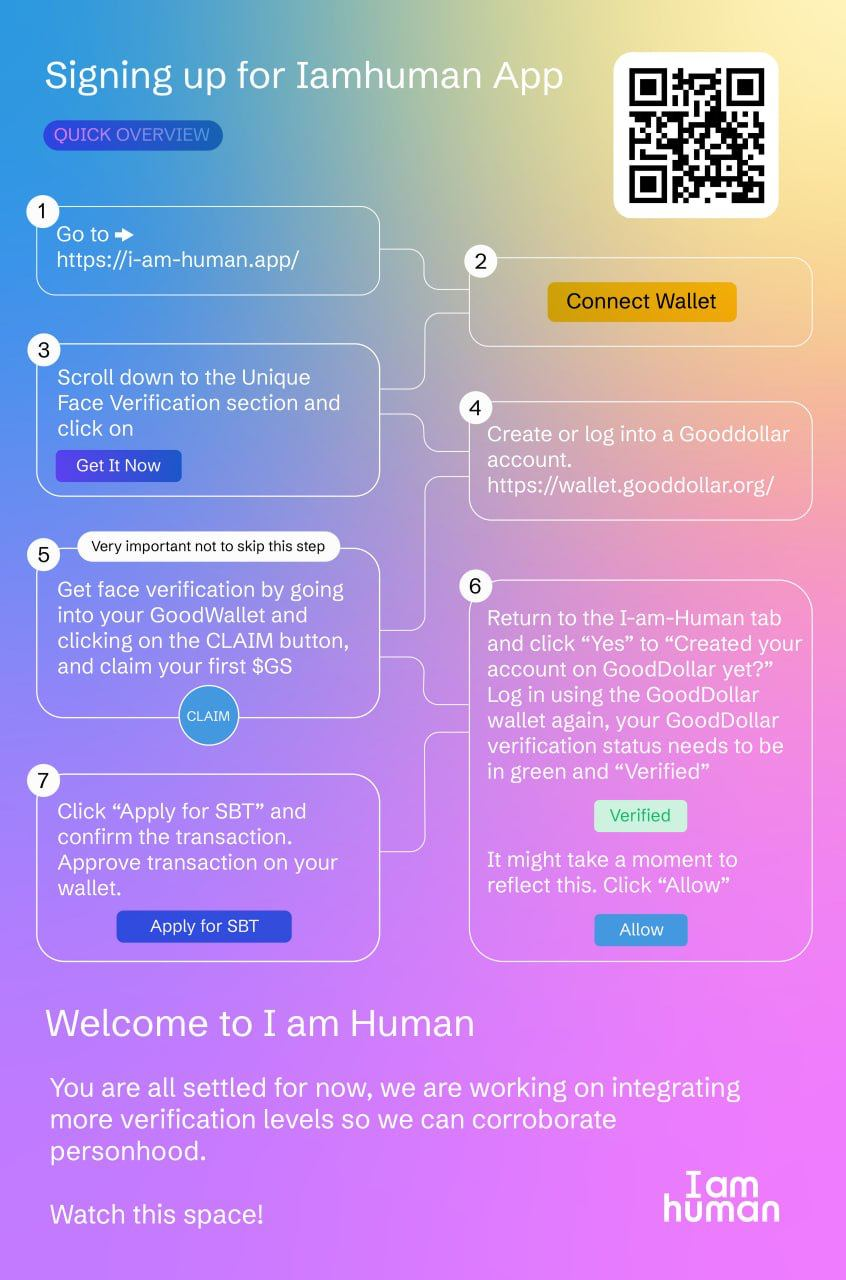 Signing up for Iamhuman App
QUICK OVERVIEW
1
Go to
https://i-am-human.app/
2
Connect Wallet
3
Scroll down to the Unique
Face Verification section and
click on
Get It Now
4
Create or log into a Gooddollar
account.
https://wallet.gooddollar.org/
5
Very important not to skip this step
Get face verification by going
into your GoodWallet and
clicking on the CLAIM button,
and claim your first $GS
CLAIM
6
Return to the I-am-Human tab
and click “Yes” to “Created your
account on GoodDollar yet?”
Log in using the GoodDollar
wallet again, your GoodDollar
verification status needs to be
in green and “Verified”
Verified
It might take a moment to
reflect this. Click “Allow”
Allow
7
Click “Apply for SBT” and
confirm the transaction.
Approve transaction on your
wallet.
Apply for SBT
Welcome to I am Human
You are all settled for now, we are working on integrating
more verification levels so we can corroborate
personhood.
Watch this space!
I am
human